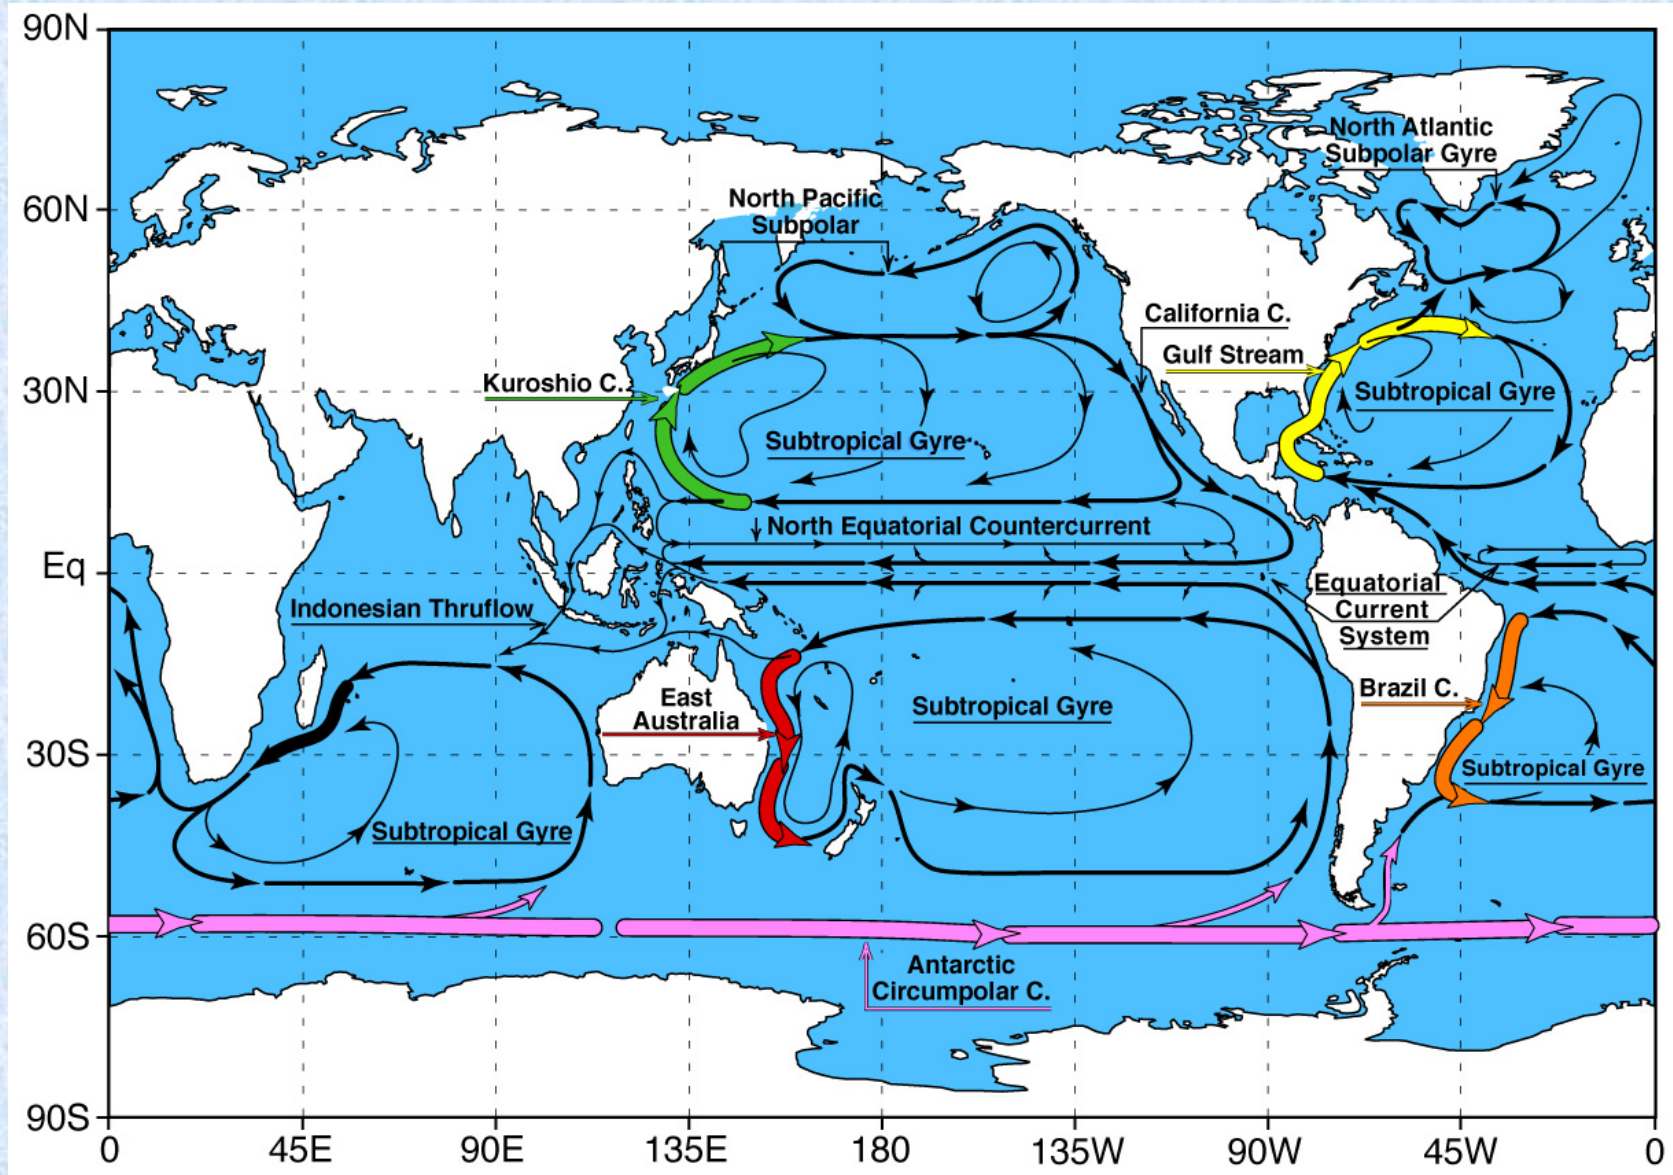 90N
60N
30N
Eq
30S
60S
90S
0
45E
90E
135E
180
135W
90W
45W
0
North Atlantic
Subpolar Gyre
North Pacific
Subpolar
California C.
Gulf Stream
Kuroshio C.
Subtropical Gyre
Subtropical Gyre
North Equatorial Countercurrent
Indonesian Thruflow
Equatorial
Current
System
East
Australia
Subtropical Gyre
Brazil C.
Subtropical Gyre
Subtropical Gyre
Antarctic
Circumpolar C.